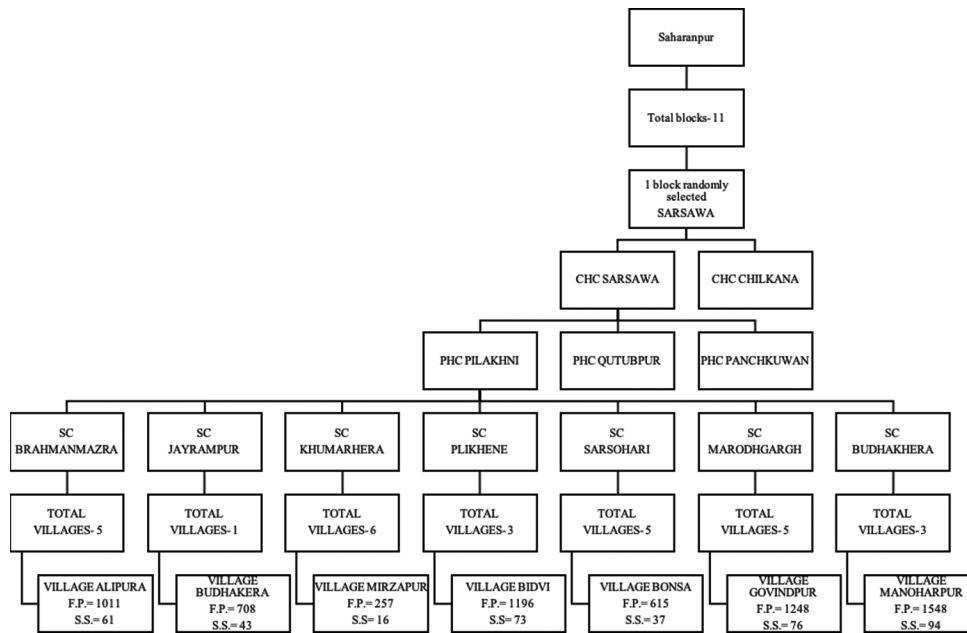 Saharanpur
Total blocks- 11
1 block randomly
selected
SARSAWA
CHC SARSAWA
CHC CHILKANA
PHC PILAKHNI
PHC QUTUBPUR
PHC PANCHKUWAN
SC
BRAHMANMAZRA
SC
JAYRAMPUR
SC
KHUMARHERA
SC
PLIKHENE
SC
SARSOHARI
SC
MARODHGARGH
SC
BUDHAKHERA
TOTAL
VILLAGES- 5
TOTAL
VILLAGES-1
TOTAL
VILLAGES-6
TOTAL
VILLAGES-3
TOTAL
VILLAGES-5
TOTAL
VILLAGES-5
TOTAL
VILLAGES-3
VILLAGE ALIPURA
F.P.= 1011
S.S.= 61
VILLAGE
BUDHAKERA
F.P.= 708
S.S.= 43
VILLAGE MIRZAPUR
F.P.= 257
S.S.= 16
VILLAGE BIDVI
F.P.= 1196
S.S= 73
VILLAGE BONSA
F.P.= 615
S.S.= 37
VILLAGE
GOVINDPUR
F.P.= 1248
S.S.= 76
VILLAGE
MANOHARPUR
F.P.= 1548
S.S.= 94